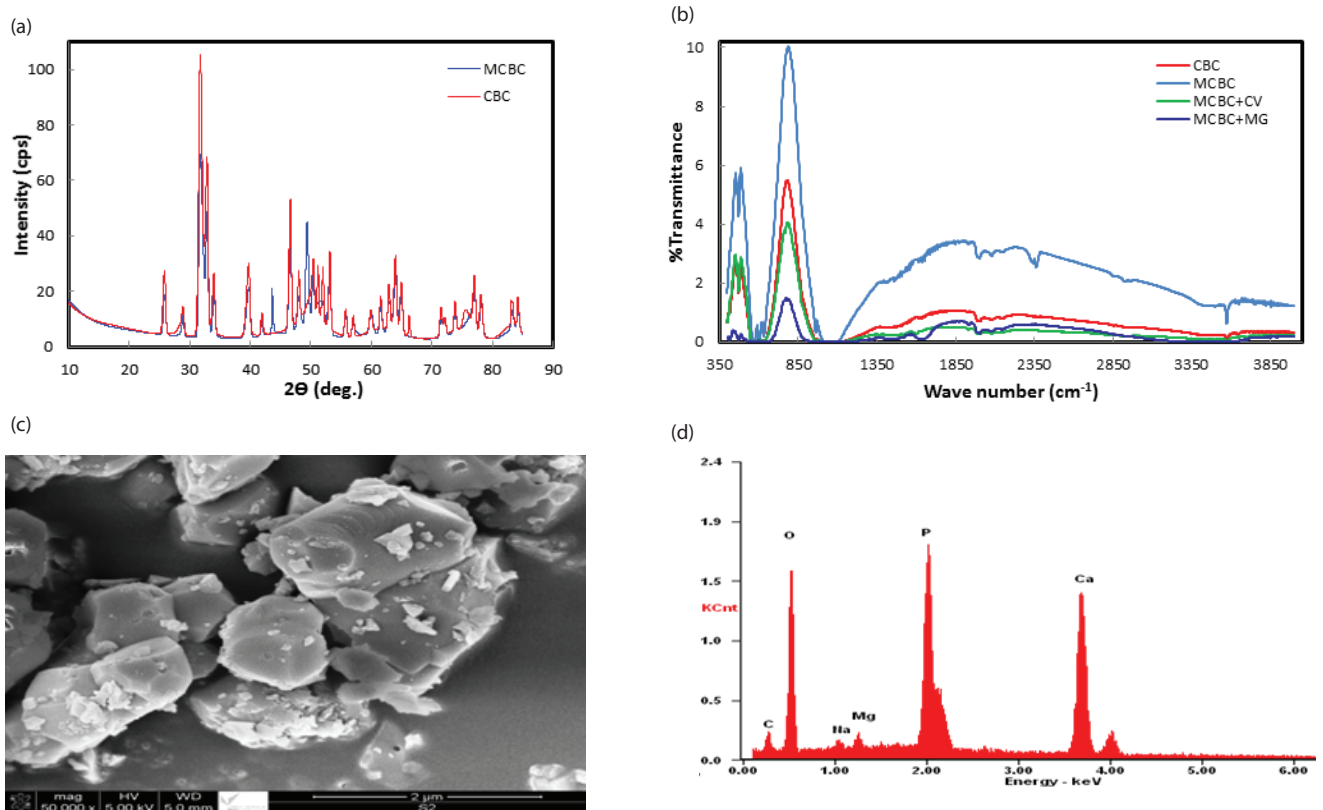 (a)
Intensity (cps)
100
80
60
40
20
0
10 20 30 40 50 60 70 80 90
2Θ (deg.)
MCBC
CBC
(b)
%Transmittance
10
8
6
4
2
0
350 850 1350 1850 2350 2850 3350 3850
Wave number (cm-1)
CBC
MCBC
MCBC+CV
MCBC+MG
(c)
mag HV WD
50 000 x 5.00 kV 5.0 mm
2 µm
S2
(d)
2.4
1.9
1.5
KCnt
1.0
0.5
0.0
C O Na Mg P Ca
0.00 1.00 2.00 3.00 4.00 5.00 6.00
Energy - keV